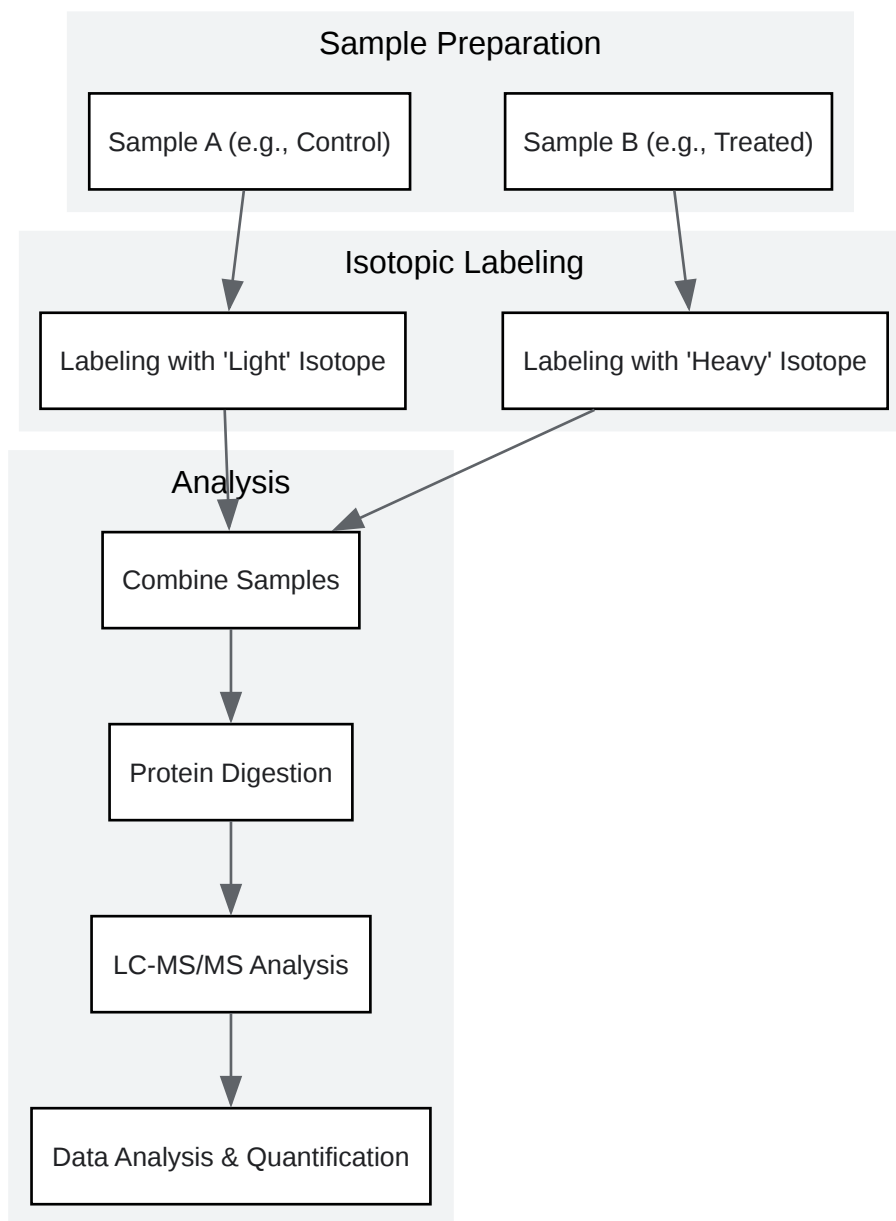 Sample Preparation
Sample A (e.g., Control)
Sample B (e.g., Treated)
Isotopic Labeling
Labeling with 'Light' Isotope
Labeling with 'Heavy' Isotope
Analysis
Combine Samples
Protein Digestion
LC-MS/MS Analysis
Data Analysis & Quantification